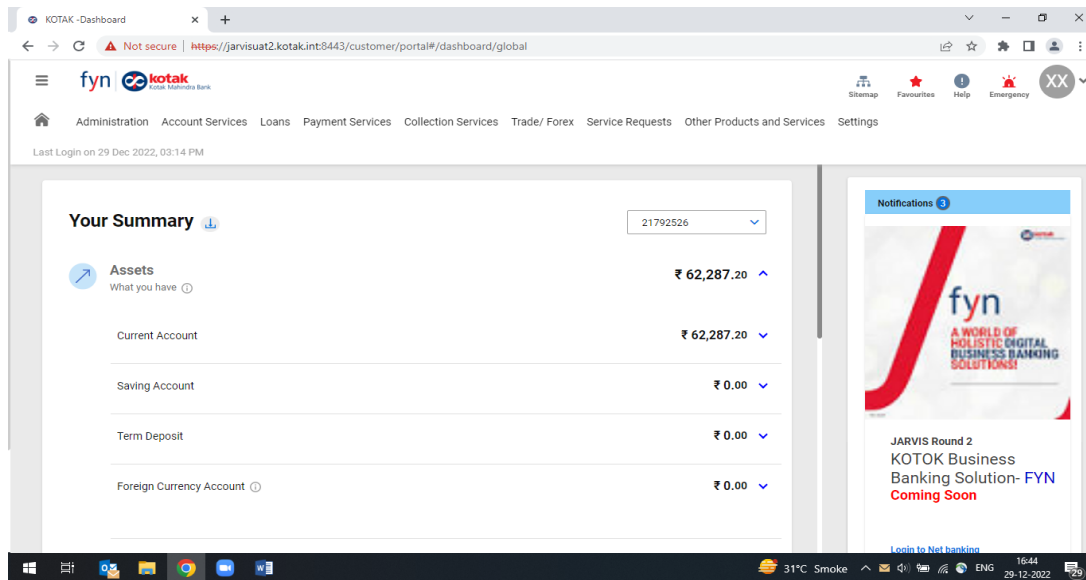 KOTAK -Dashboard
Not secure | https://jarvisuat2.kotak.int:8443/customer/portal#/dashboard/global
fyn kotak
Kotak Mahindra Bank
Sitemap Favourites Help Emergency XX
Administration Account Services Loans Payment Services Collection Services Trade/ Forex Service Requests Other Products and Services Settings
Last Login on 29 Dec 2022, 03:14 PM
Your Summary
21792526
Assets
₹ 62,287.20
What you have
Current Account ₹ 62,287.20
Saving Account ₹ 0.00
Term Deposit ₹ 0.00
Foreign Currency Account ₹ 0.00
Notifications 3
kotak
fyn
A WORLD OF
HOLISTIC DIGITAL
BUSINESS BANKING
SOLUTIONS!
JARVIS Round 2
KOTOK Business
Banking Solution- FYN
Coming Soon
Login to Net banking
31°C Smoke ENG
16:44
29-12-2022
29